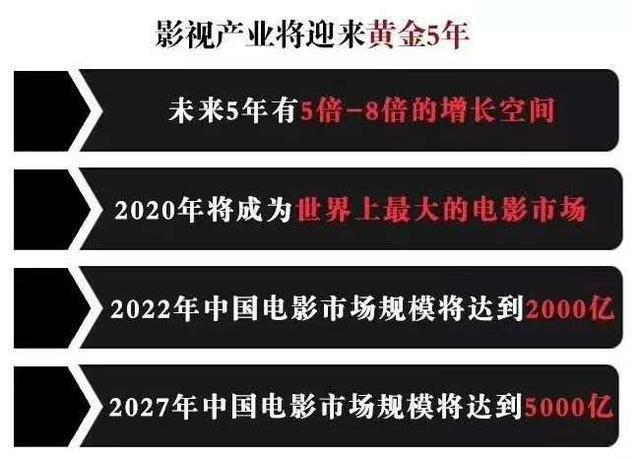 影视产业将迎来黄金5年
未来5年有5倍-8倍的增长空间
2020年将成为世界上最大的电影市场
2022年中国电影市场规模将达到2000亿
2027年中国电影市场规模将达到5000亿